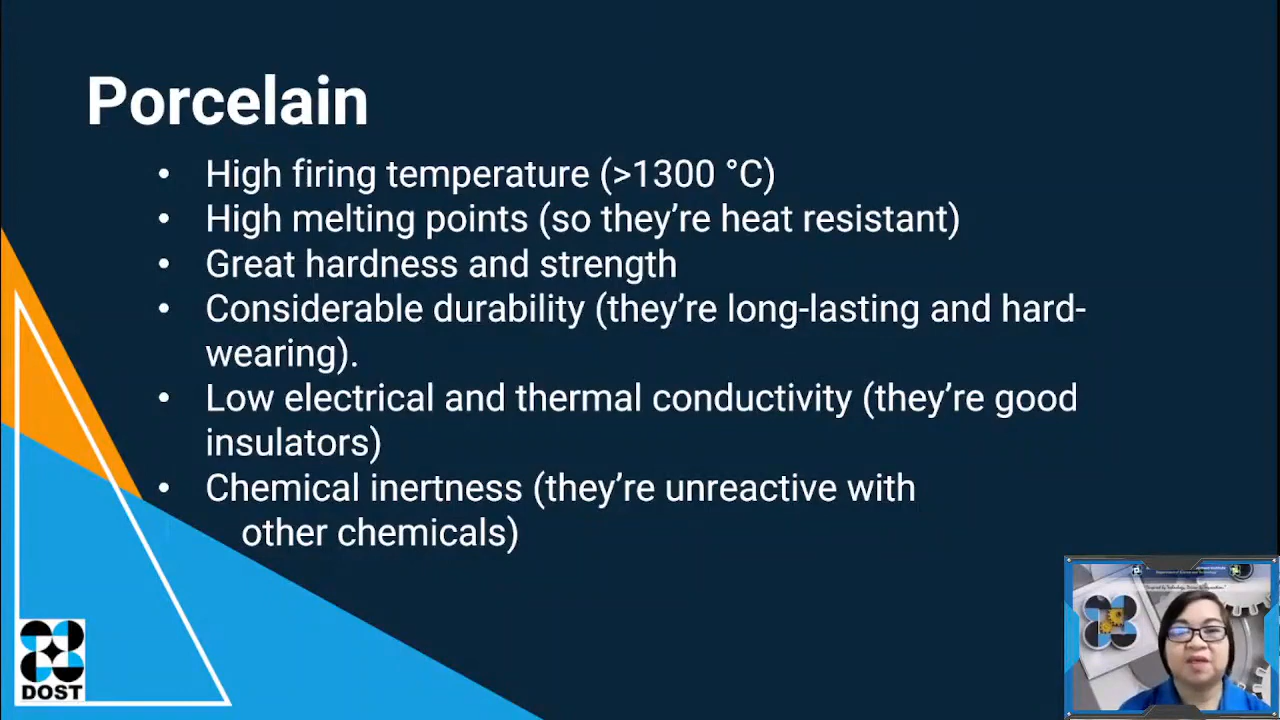 Porcelain
• High firing temperature (>1300 °C)
• High melting points (so they’re heat resistant)
• Great hardness and strength
• Considerable durability (they’re long-lasting and hard-
wearing).
• Low electrical and thermal conductivity (they’re good
insulators)
• Chemical inertness (they’re unreactive with
other chemicals)
DOST